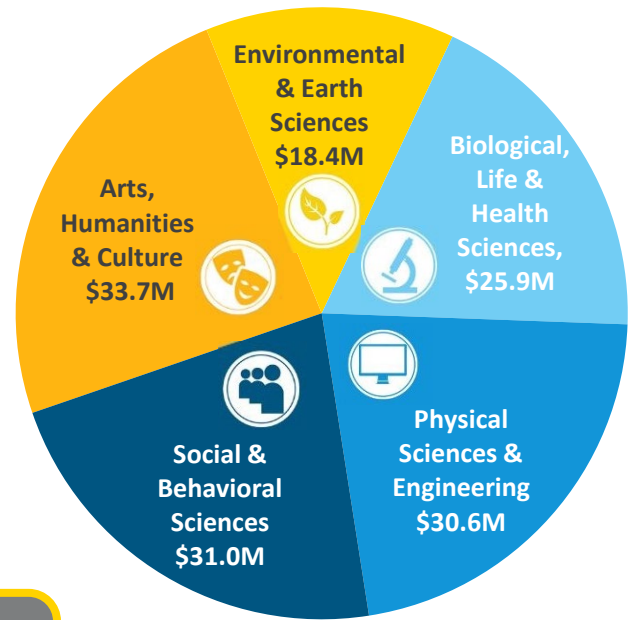 Environmental
& Earth
Sciences
$18.4M
Biological,
Life &
Health
Sciences,
$25.9M
Arts,
Humanities
& Culture
$33.7M
Physical
Sciences &
Engineering
$30.6M
Social &
Behavioral
Sciences
$31.0M